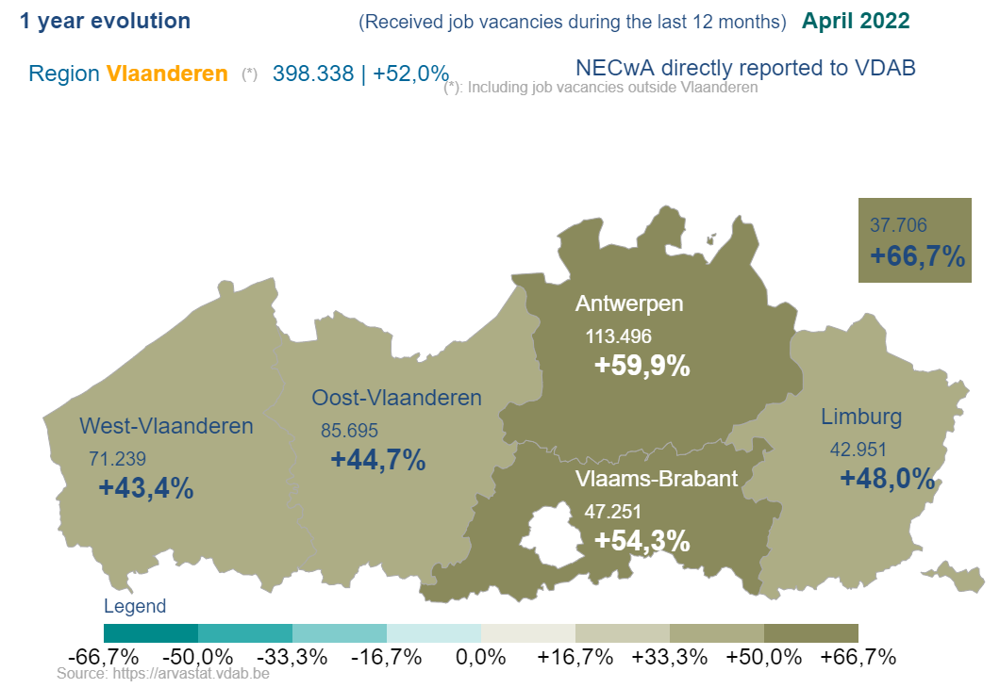 1 year evolution (Received job vacancies during the last 12 months) April 2022
Region Vlaanderen (*) 398.338 | +52,0% NECwA directly reported to VDAB
(*): Including job vacancies outside Vlaanderen
37.706
+66,7%
Antwerpen
113.496
+59,9%
Oost-Vlaanderen
85.695
+44,7%
West-Vlaanderen
71.239
+43,4%
Limburg
42.951
+48,0%
Vlaams-Brabant
47.251
+54,3%
Legend
-66,7% -50,0% -33,3% -16,7% 0,0% +16,7% +33,3% +50,0% +66,7%
Source: https://arvastat.vdab.be